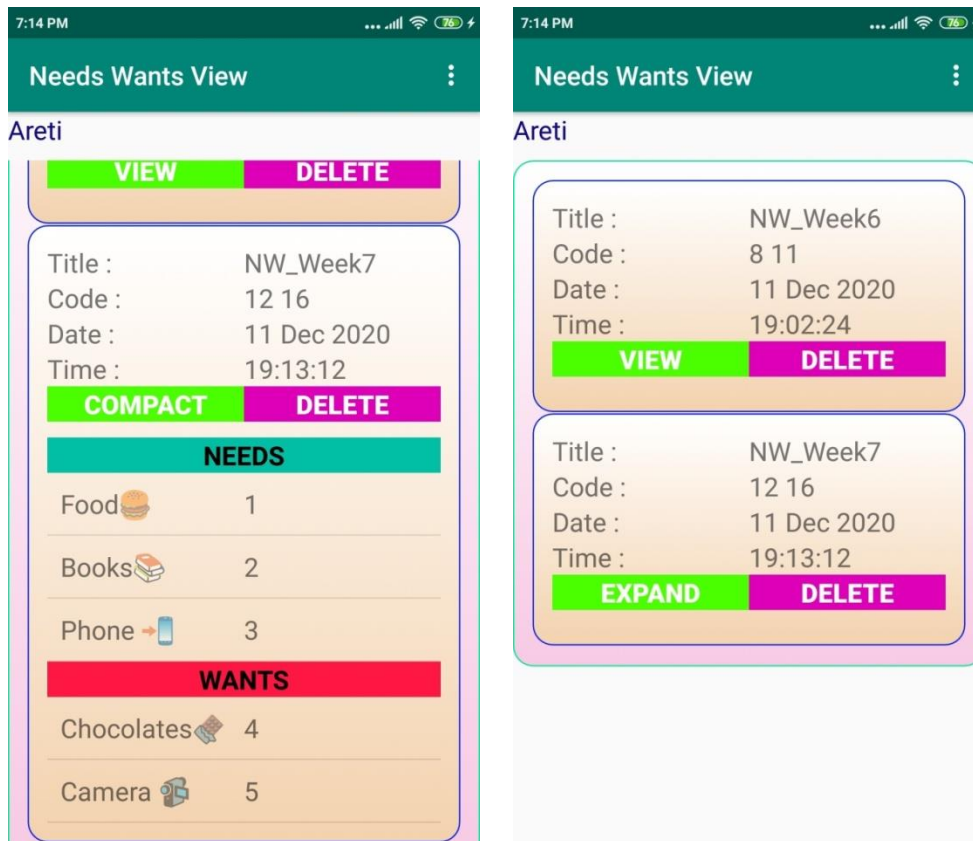 7:14 PM
76
Needs Wants View
Areti
VIEW DELETE
Title : NW_Week7
Code : 12 16
Date : 11 Dec 2020
Time : 19:13:12
COMPACT DELETE
NEEDS
Food 1
Books 2
Phone 3
WANTS
Chocolates 4
Camera 5
7:14 PM
76
Needs Wants View
Areti
Title : NW_Week6
Code : 8 11
Date : 11 Dec 2020
Time : 19:02:24
VIEW DELETE
Title : NW_Week7
Code : 12 16
Date : 11 Dec 2020
Time : 19:13:12
EXPAND DELETE